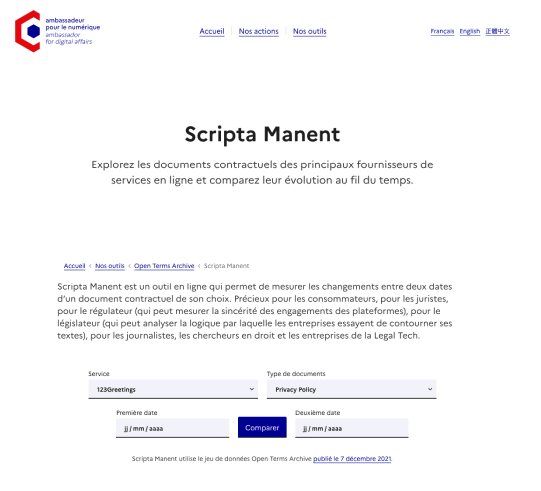 ambassadeur
pour le numérique
ambassador
for digital affairs
Accueil
Nos actions
Nos outils
Français
English
正體中文
Scripta Manent
Explorez les documents contractuels des principaux fournisseurs de
services en ligne et comparez leur évolution au fil du temps.
Accueil < Nos outils < Open Terms Archive < Scripta Manent
Scripta Manent est un outil en ligne qui permet de mesurer les changements entre deux dates
d’un document contractuel de son choix. Précieux pour les consommateurs, pour les juristes,
pour le régulateur (qui peut mesurer la sincérité des engagements des plateformes), pour le
législateur (qui peut analyser la logique par laquelle les entreprises essayent de contourner ses
textes), pour les journalistes, les chercheurs en droit et les entreprises de la Legal Tech.
Service
Type de documents
123Greetings
Privacy Policy
Première date
Deuxième date
jj / mm / aaaa
Comparer
jj / mm / aaaa
Scripta Manent utilise le jeu de données Open Terms Archive publié le 7 décembre 2021.